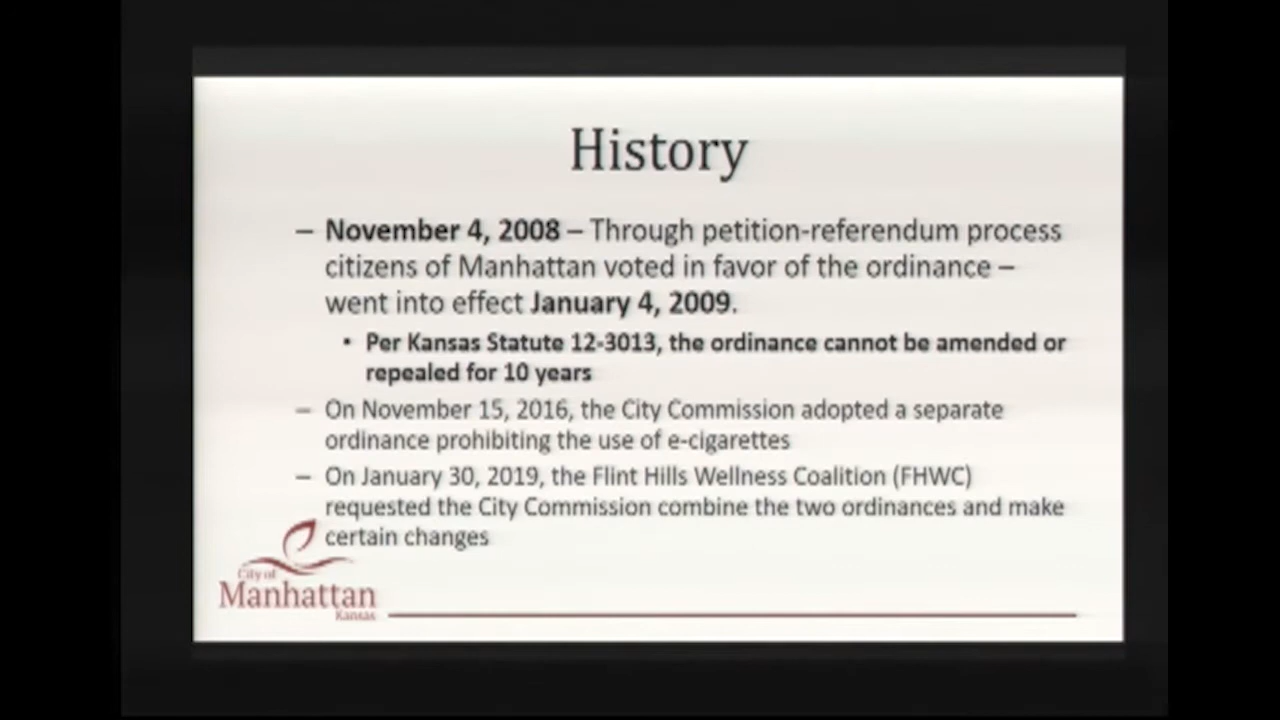 History
– November 4, 2008 – Through petition-referendum process
citizens of Manhattan voted in favor of the ordinance –
went into effect January 4, 2009.
• Per Kansas Statute 12-3013, the ordinance cannot be amended or
repealed for 10 years
– On November 15, 2016, the City Commission adopted a separate
ordinance prohibiting the use of e-cigarettes
– On January 30, 2019, the Flint Hills Wellness Coalition (FHWC)
requested the City Commission combine the two ordinances and make
certain changes
City of
Manhattan
Kansas